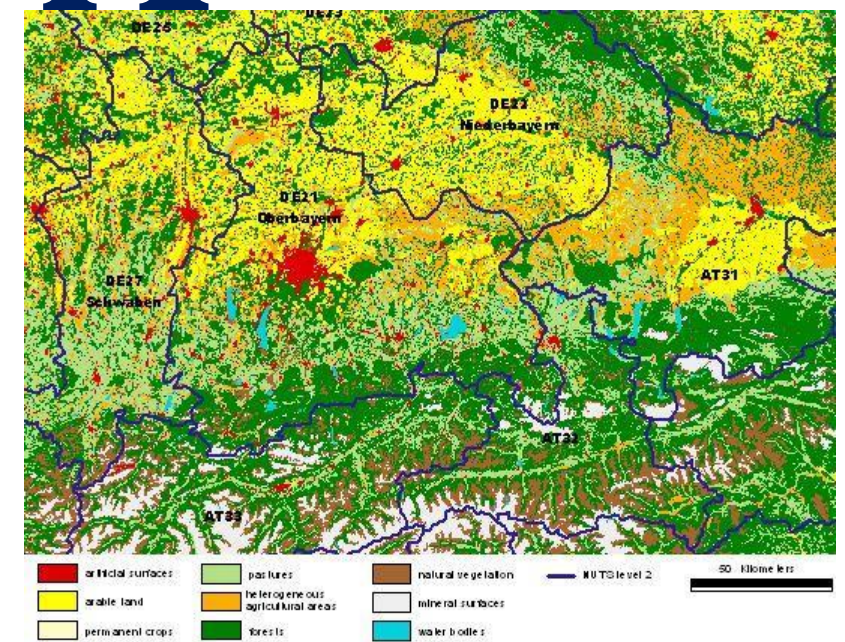 DE22
Niederbayern
DE21
Oberbayern
DE27
Schwaben
AT31
AT32
AT33
artificial surfaces
pastures
natural vegetation
NUTS level 2
50 Kilometers
arable land
heterogeneous
agricultural areas
mineral surfaces
permanent crops
forests
water bodies